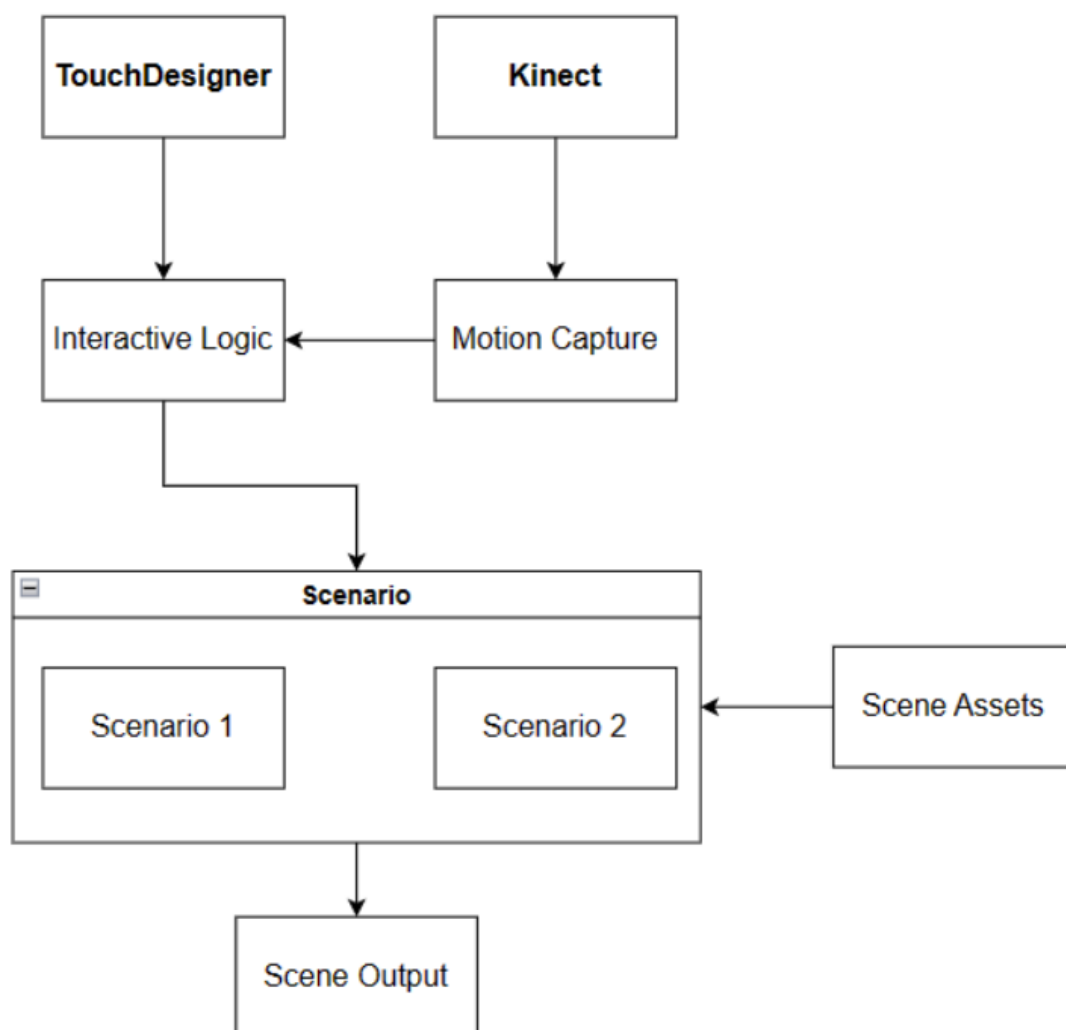 TouchDesigner
Kinect
Interactive Logic
Motion Capture
Scenario
Scenario 1
Scenario 2
Scene Assets
Scene Output